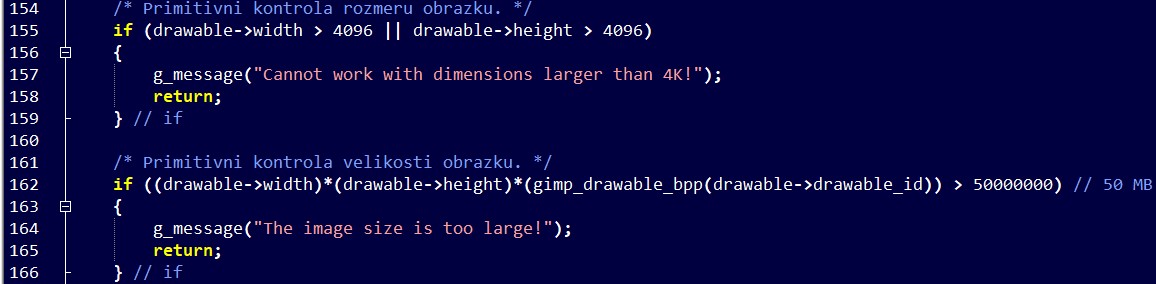 154 /* Primitivni kontrola rozmeru obrazku. */
155 if (drawable->width > 4096 || drawable->height > 4096)
156 {
157 g_message("Cannot work with dimensions larger than 4K!");
158 return;
159 } // if
160
161 /* Primitivni kontrola velikosti obrazku. */
162 if ((drawable->width)*(drawable->height)*(gimp_drawable_bpp(drawable->drawable_id)) > 50000000) // 50 MB
163 {
164 g_message("The image size is too large!");
165 return;
166 } // if